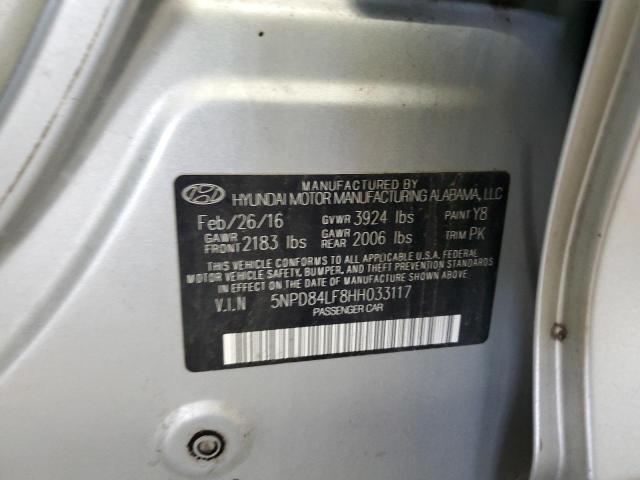 MANUFACTURED BY
HYUNDAI MOTOR MANUFACTURING ALABAMA, LLC
Feb/26/16 GVWR 3924 lbs PAINT Y8
GAWR FRONT 2183 lbs GAWR REAR 2006 lbs TRIM PK
THIS VEHICLE CONFORMS TO ALL APPLICABLE U.S.A. FEDERAL
MOTOR VEHICLE SAFETY, BUMPER, AND THEFT PREVENTION STANDARDS
IN EFFECT ON THE DATE OF MANUFACTURE SHOWN ABOVE.
V.I.N 5NPD84LF8HH033117
PASSENGER CAR